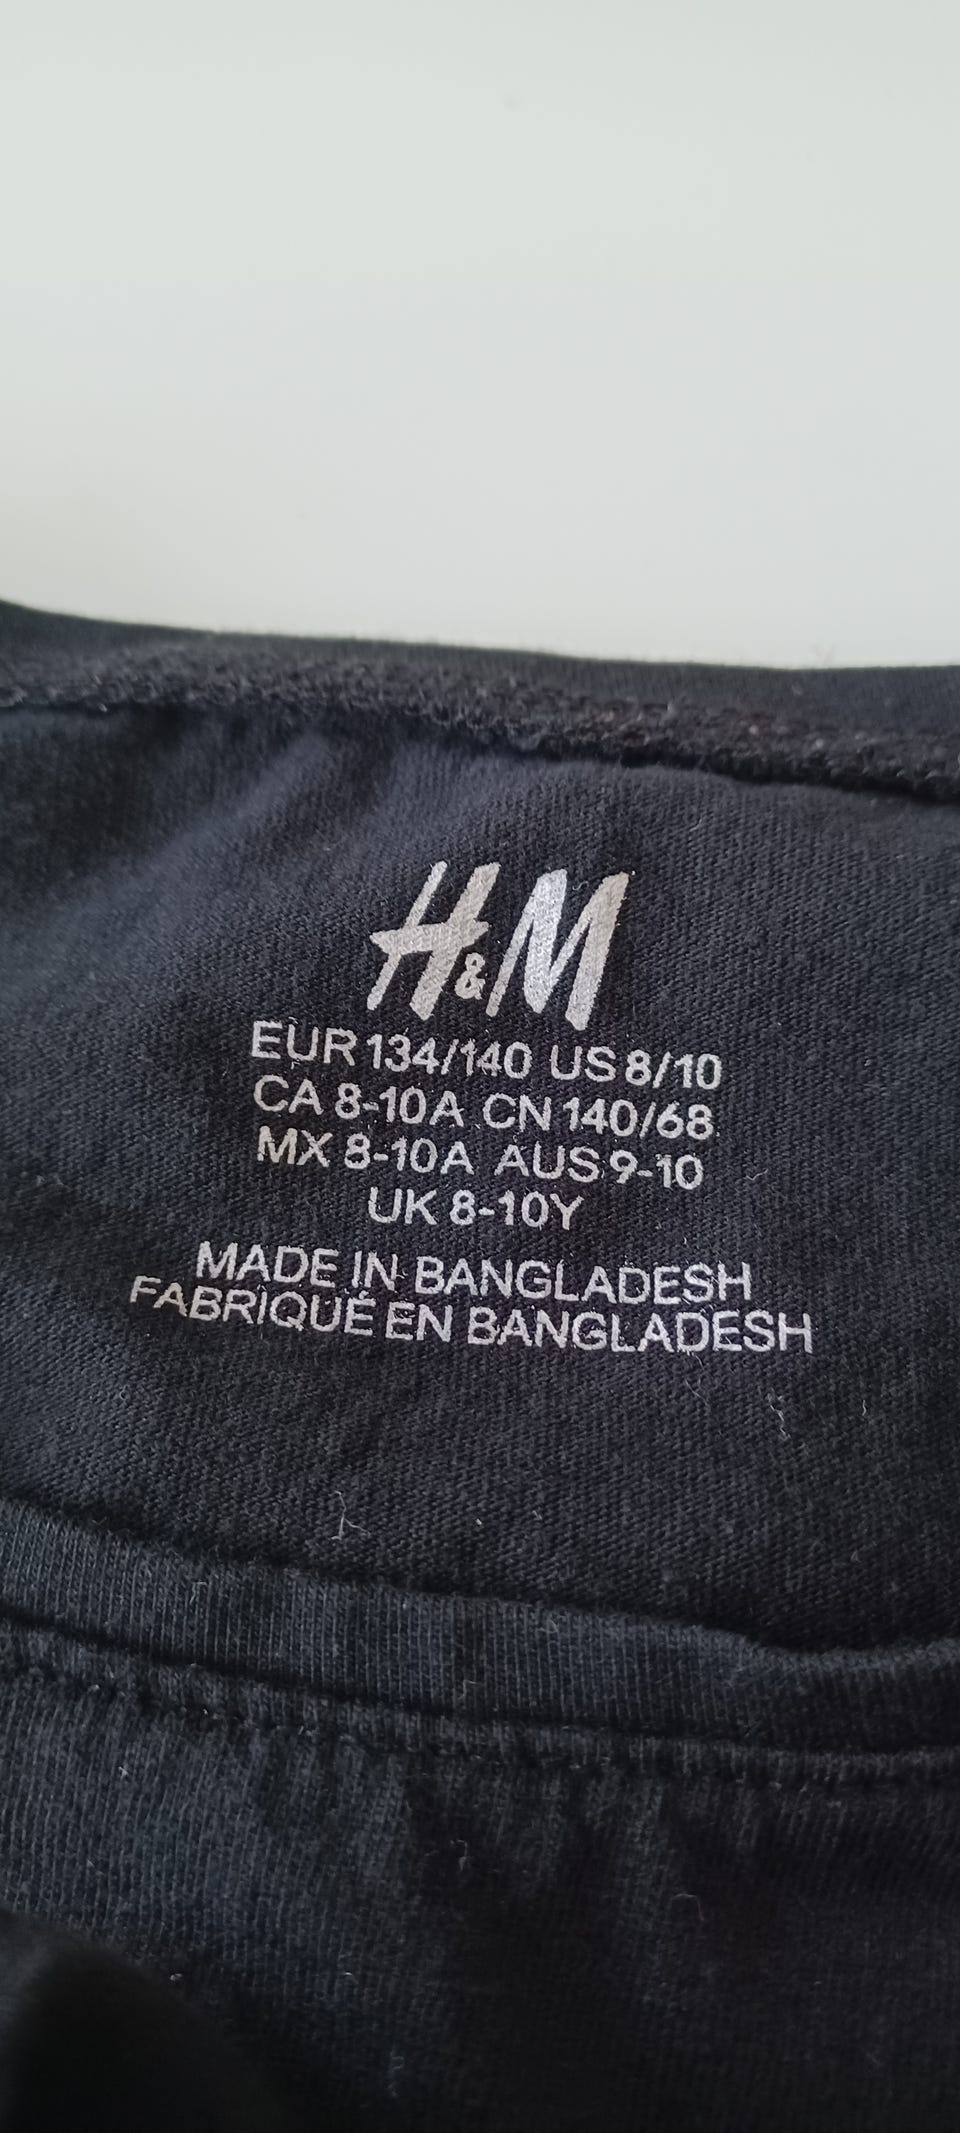 H&M
EUR 134/140 US 8/10
CA 8-10A CN 140/68
MX 8-10A AUS 9-10
UK 8-10Y
MADE IN BANGLADESH
FABRIQUÉ EN BANGLADESH